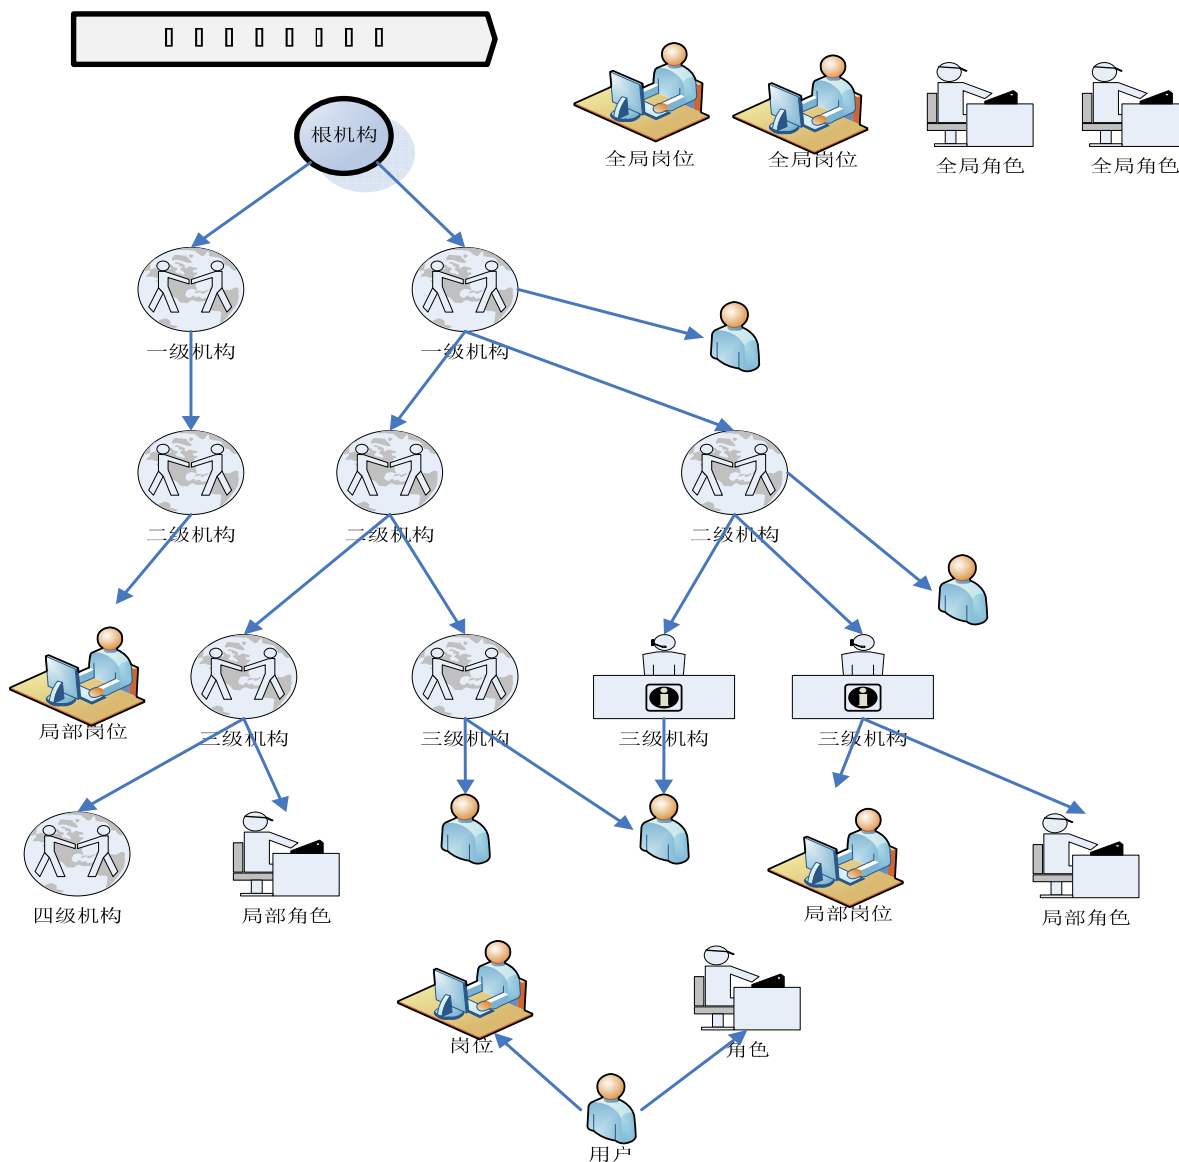 根机构
全局岗位
全局岗位
全局角色
全局角色
一级机构
一级机构
二级机构
二级机构
二级机构
局部岗位
三级机构
三级机构
三级机构
三级机构
四级机构
局部角色
局部岗位
局部角色
岗位
角色
用户